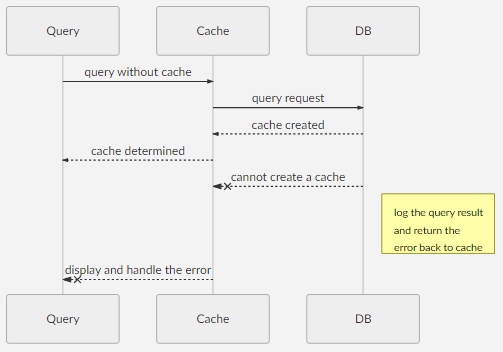 Query
Cache
DB
query without cache
query request
cache created
cache determined
cannot create a cache
log the query result
and return the
error back to cache
display and handle the error
Query
Cache
DB